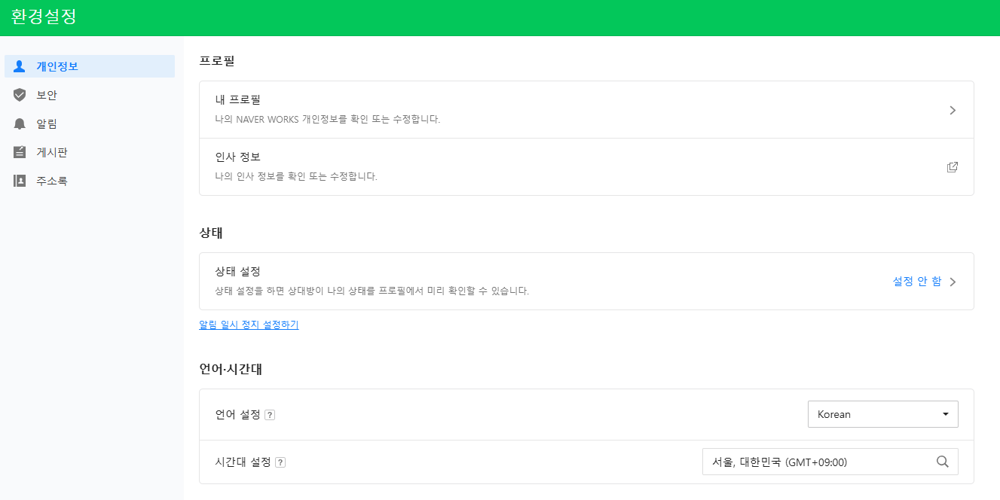 환경설정
개인정보
보안
알림
게시판
주소록
프로필
내 프로필
나의 NAVER WORKS 개인정보를 확인 또는 수정합니다.
인사 정보
나의 인사 정보를 확인 또는 수정합니다.
상태
상태 설정
상태 설정을 하면 상대방이 나의 상태를 프로필에서 미리 확인할 수 있습니다.
설정 안 함
알림 일시 정지 설정하기
언어·시간대
언어 설정 ?
Korean
시간대 설정 ?
서울, 대한민국 (GMT+09:00)